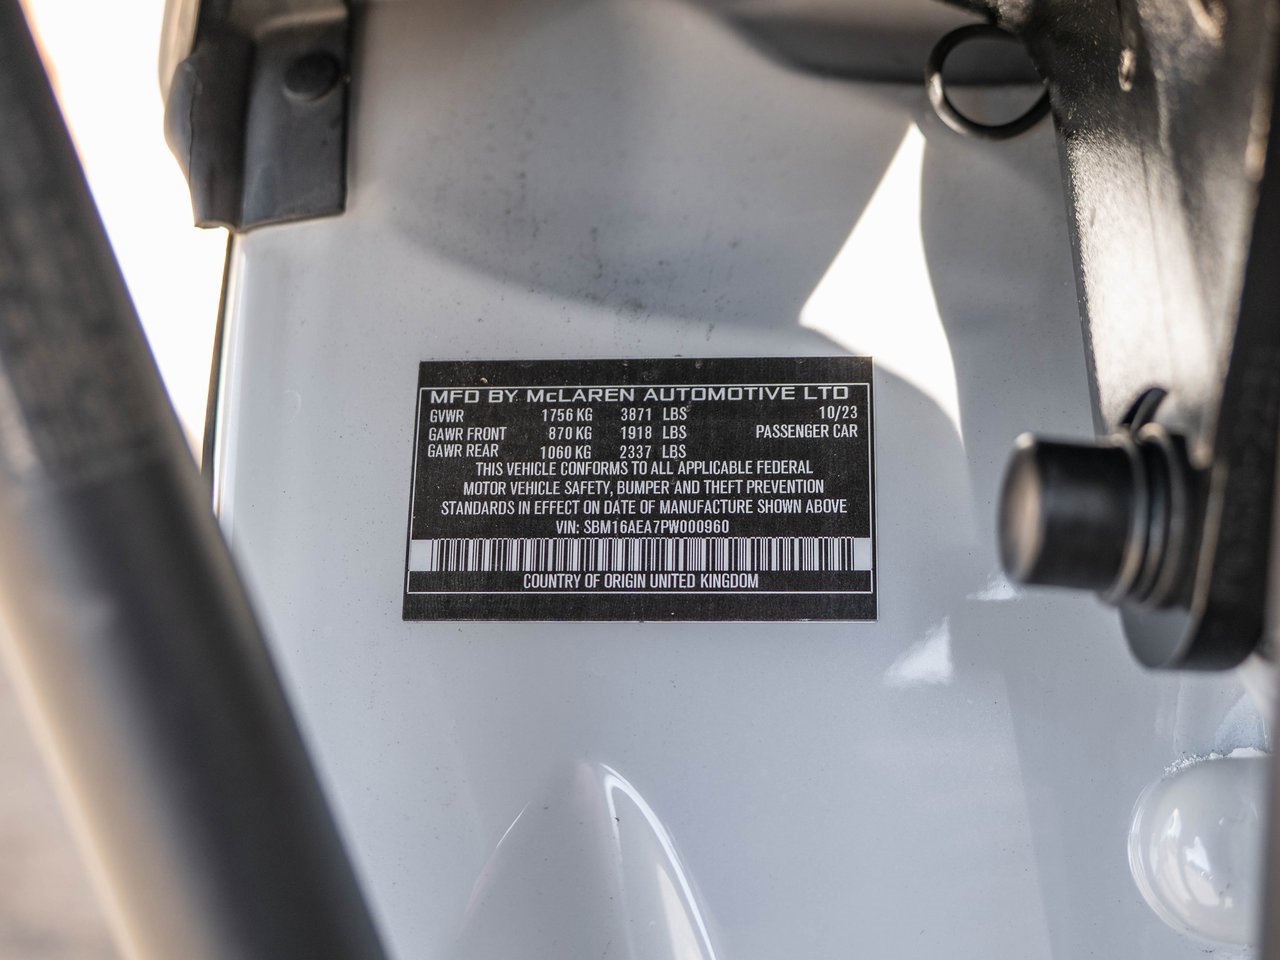 MFD BY McLAREN AUTOMOTIVE LTD
GVWR 1756 KG 3871 LBS 10/23
GAWR FRONT 870 KG 1918 LBS PASSENGER CAR
GAWR REAR 1060 KG 2337 LBS
THIS VEHICLE CONFORMS TO ALL APPLICABLE FEDERAL
MOTOR VEHICLE SAFETY, BUMPER AND THEFT PREVENTION
STANDARDS IN EFFECT ON DATE OF MANUFACTURE SHOWN ABOVE
VIN: SBM16AEA7PW000960
COUNTRY OF ORIGIN UNITED KINGDOM